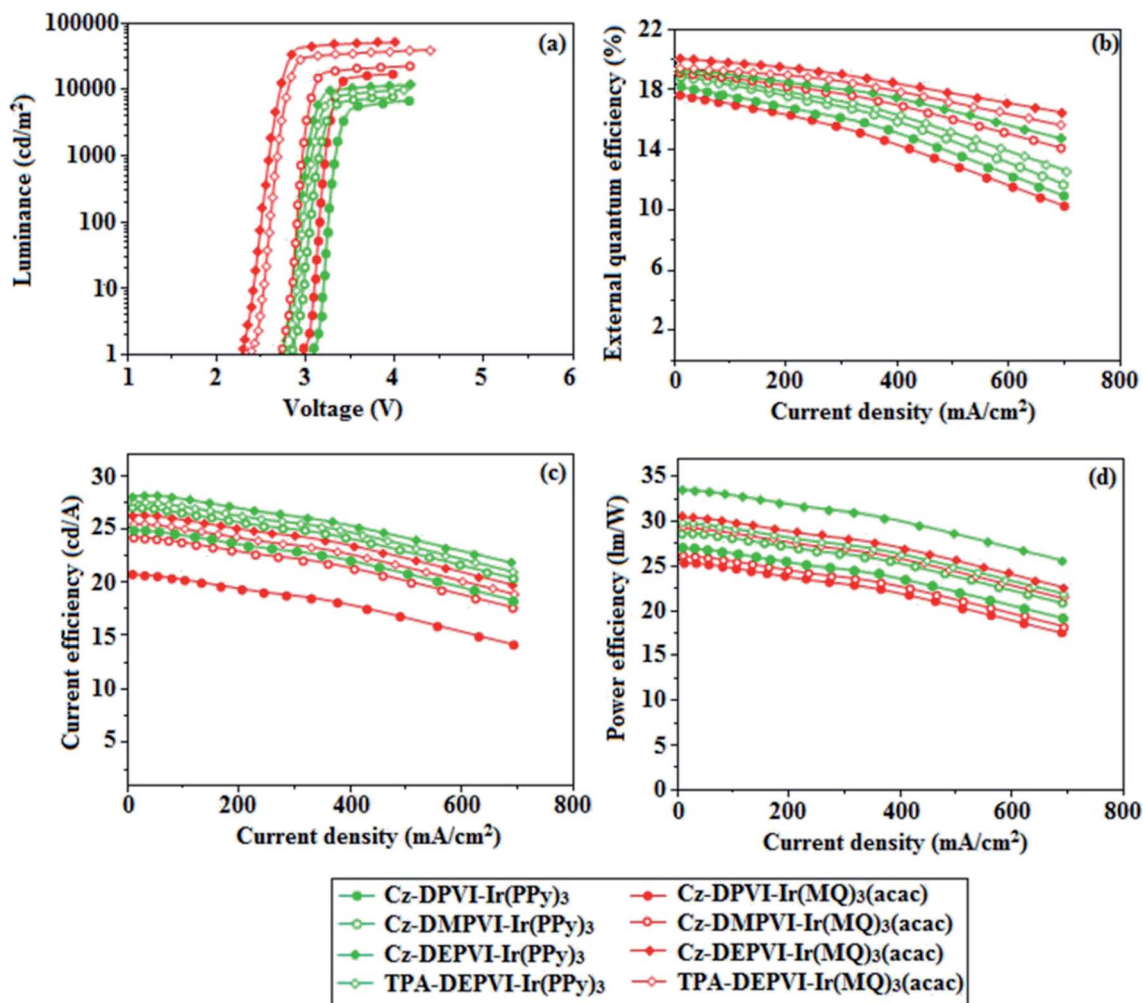 (a)
Luminance (cd/m²)
100000
10000
1000
100
10
1
1 2 3 4 5 6
Voltage (V)
(b)
External quantum efficiency (%)
22
18
14
10
6
2
0 200 400 600 800
Current density (mA/cm²)
(c)
Current efficiency (cd/A)
30
25
20
15
10
5
0 200 400 600 800
Current density (mA/cm²)
(d)
Power efficiency (lm/W)
35
30
25
20
15
10
5
0
0 200 400 600 800
Current density (mA/cm²)
Cz-DPVI-Ir(PPy)₃ Cz-DPVI-Ir(MQ)₃(acac)
Cz-DMPVI-Ir(PPy)₃ Cz-DMPVI-Ir(MQ)₃(acac)
Cz-DEPVI-Ir(PPy)₃ Cz-DEPVI-Ir(MQ)₃(acac)
TPA-DEPVI-Ir(PPy)₃ TPA-DEPVI-Ir(MQ)₃(acac)